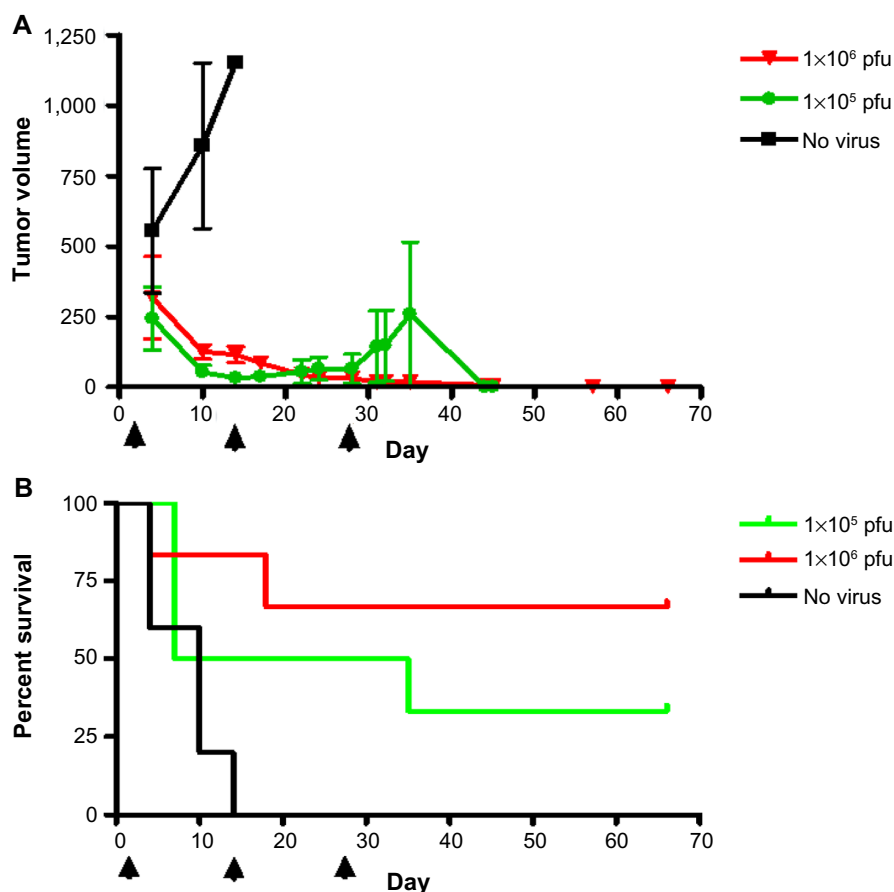 A
1,250
1,000
750
500
250
0
Tumor volume
0 10 20 30 40 50 60 70
Day
1×10⁶ pfu
1×10⁵ pfu
No virus
B
100
75
50
25
0
Percent survival
0 10 20 30 40 50 60 70
Day
1×10⁵ pfu
1×10⁶ pfu
No virus